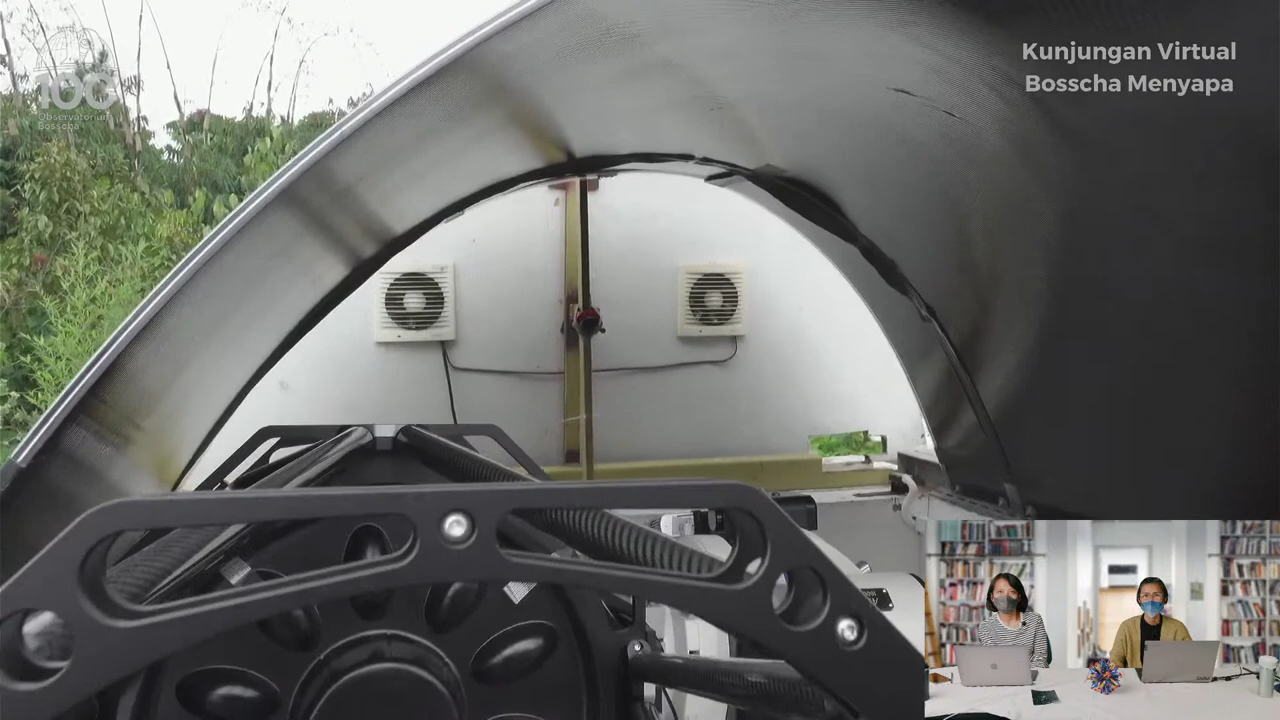 100
Observatorium
Bosscha
Kunjungan Virtual
Bosscha Menyapa